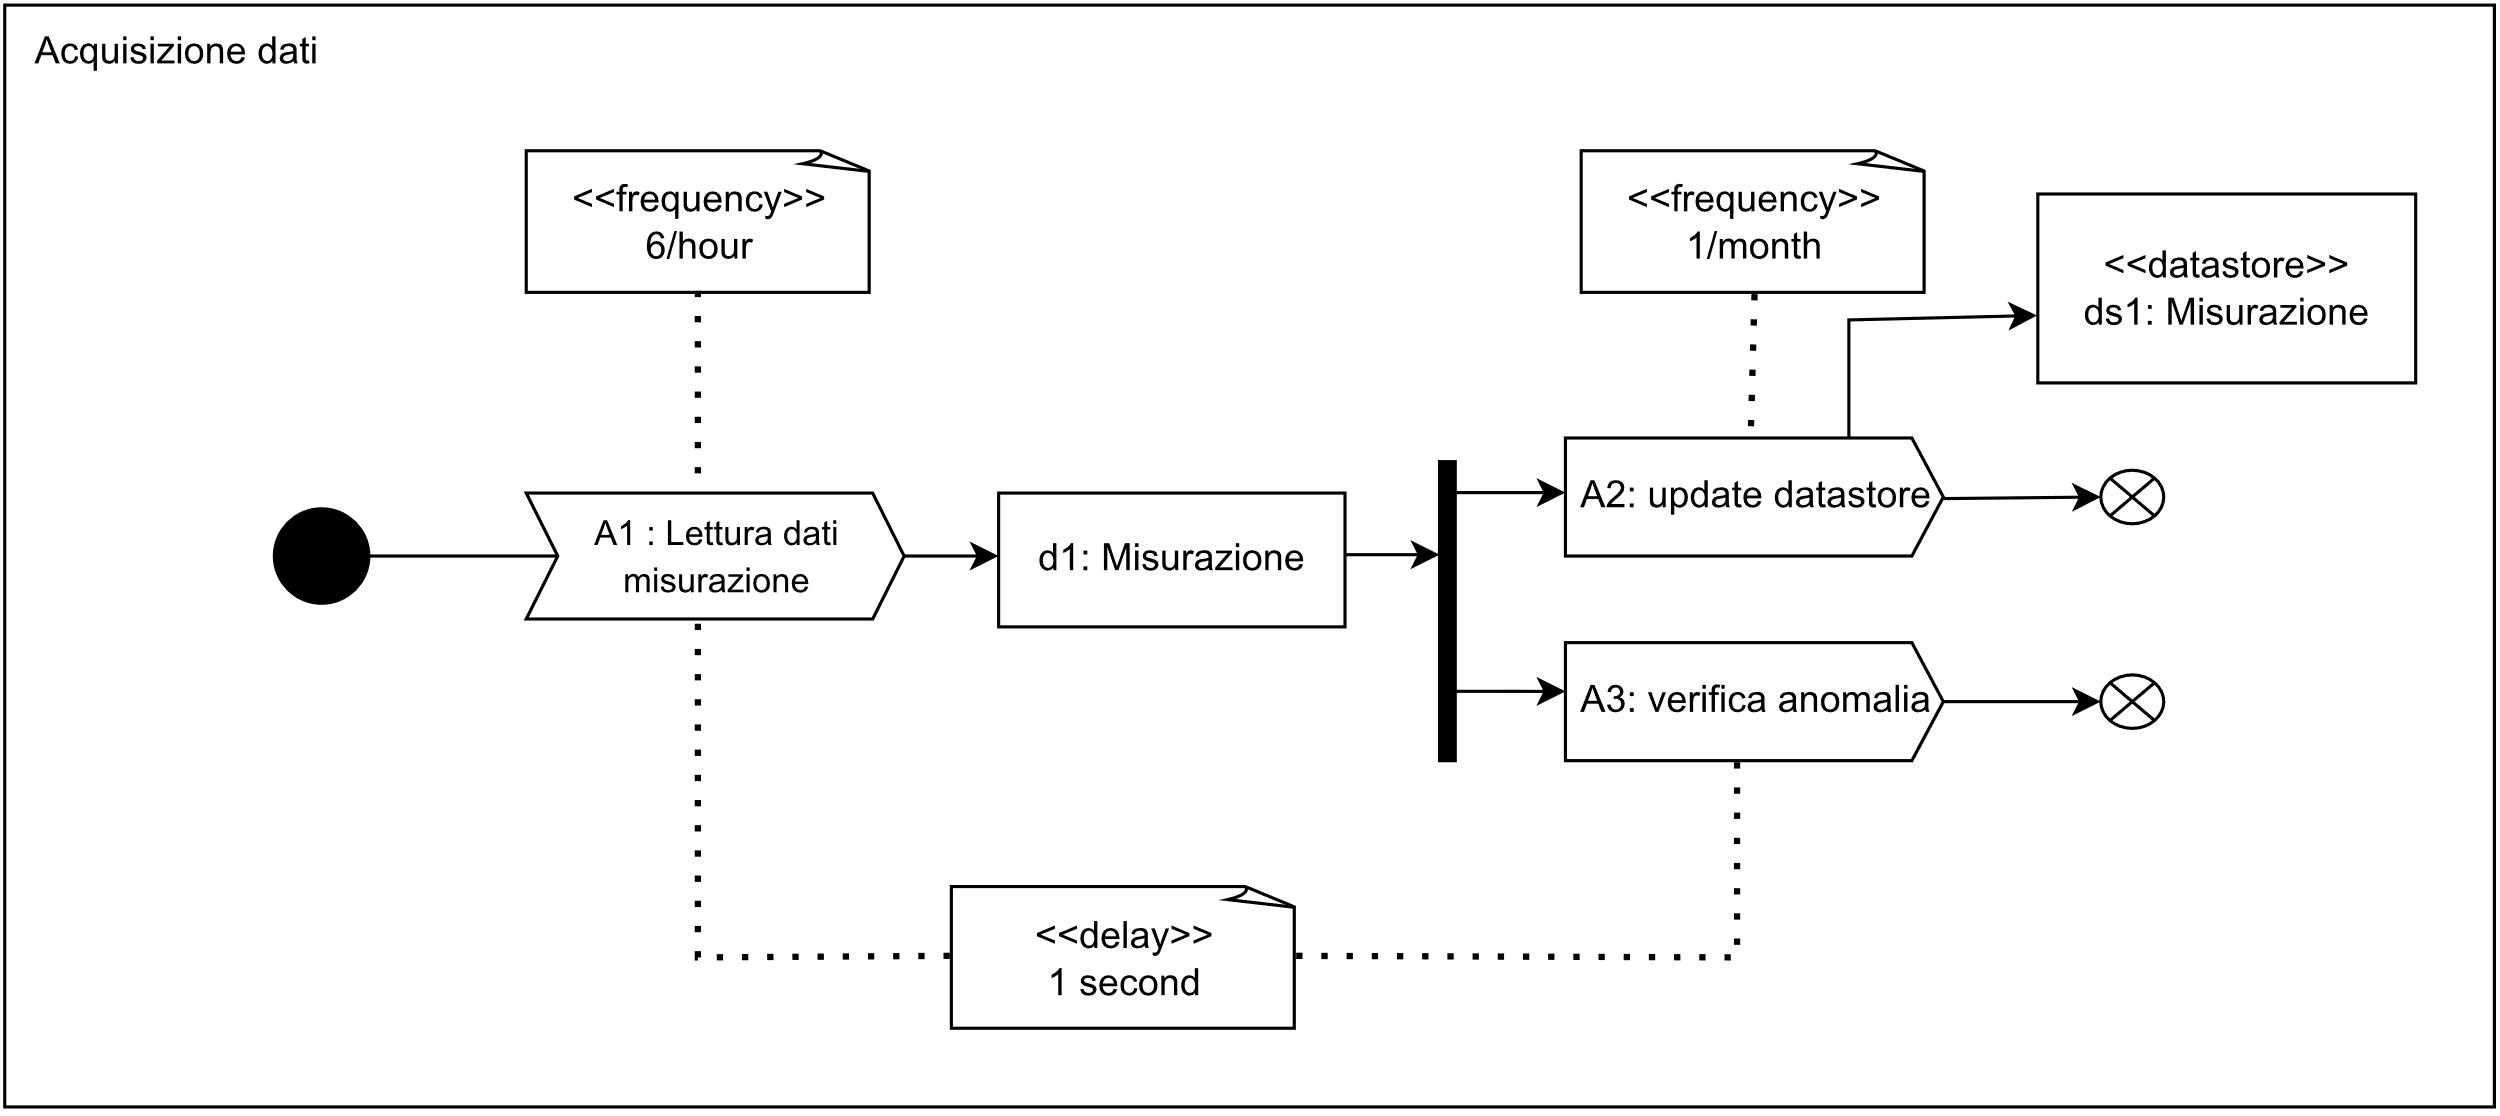 Acquisizione dati
<<frequency>>
6/hour
<<frequency>>
1/month
<<datastore>>
ds1: Misurazione
A1 : Lettura dati
misurazione
d1: Misurazione
A2: update datastore
A3: verifica anomalia
<<delay>>
1 second